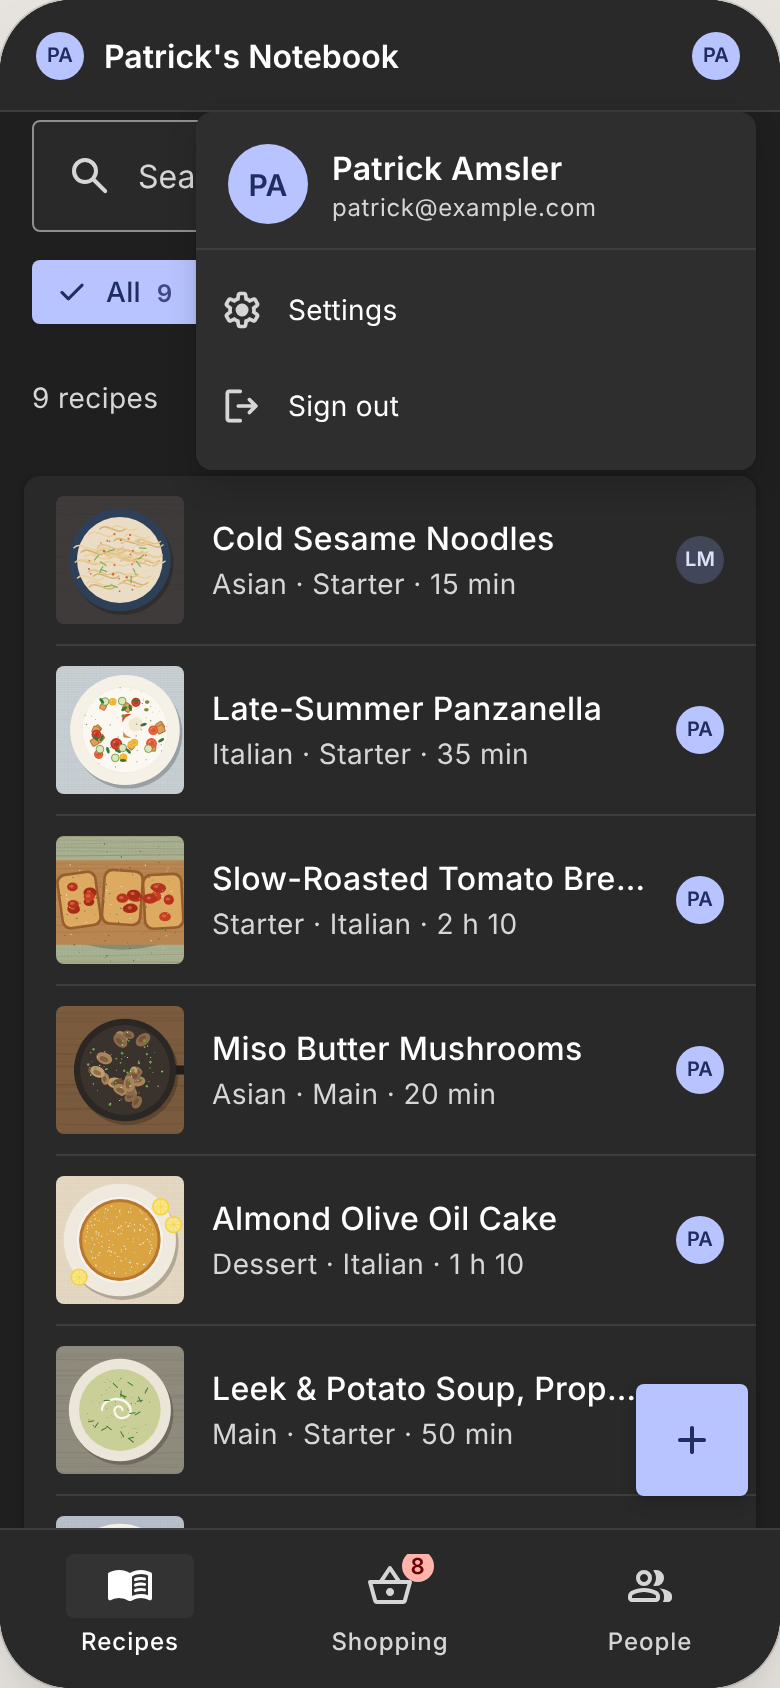 PA Patrick's Notebook PA
Sea
PA Patrick Amsler
patrick@example.com
All 9
Settings
9 recipes
Sign out
Cold Sesame Noodles
Asian · Starter · 15 min
LM
Late-Summer Panzanella
Italian · Starter · 35 min
PA
Slow-Roasted Tomato Bre...
Starter · Italian · 2 h 10
PA
Miso Butter Mushrooms
Asian · Main · 20 min
PA
Almond Olive Oil Cake
Dessert · Italian · 1 h 10
PA
Leek & Potato Soup, Prop...
Main · Starter · 50 min
8
Recipes Shopping People